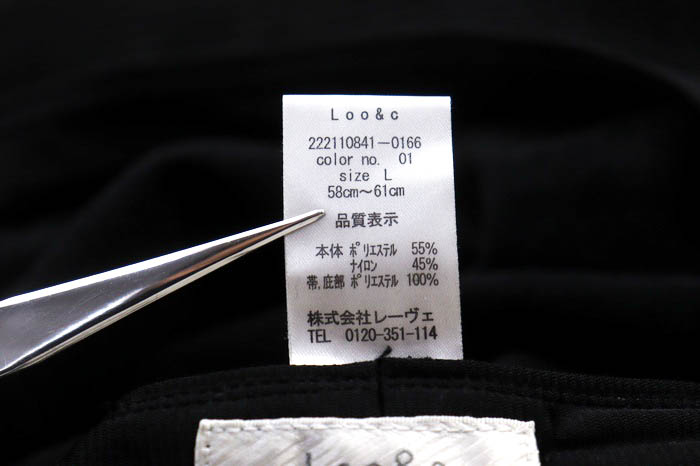 Loo&c
222110841-0166
color no. 01
size L
58cm～61cm
品質表示
本体 ポリエステル 55%
ナイロン 45%
帯,庇部 ポリエステル 100%
株式会社レーヴェ
TEL 0120-351-114
Loo&c